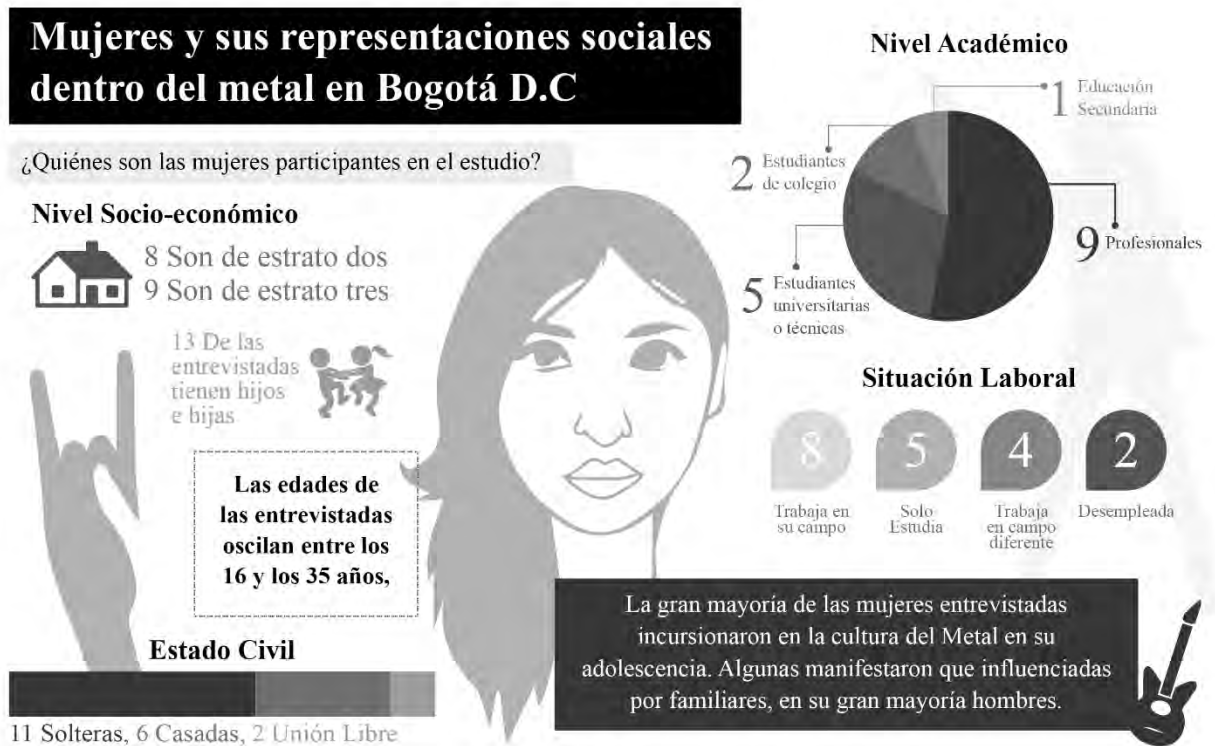 Mujeres y sus representaciones sociales
dentro del metal en Bogotá D.C
¿Quiénes son las mujeres participantes en el estudio?
Nivel Socio-económico
8 Son de estrato dos
9 Son de estrato tres
13 De las
entrevistadas
tienen hijos
e hijas
Las edades de
las entrevistadas
oscilan entre los
16 y los 35 años,
Estado Civil
11 Solteras, 6 Casadas, 2 Unión Libre
Nivel Académico
1 Educación
Secundaria
2 Estudiantes
de colegio
9 Profesionales
5 Estudiantes
universitarias
o técnicas
Situación Laboral
8
Trabaja en
su campo
5
Solo
Estudia
4
Trabaja
en campo
diferente
2
Desempleada
La gran mayoría de las mujeres entrevistadas
incursionaron en la cultura del Metal en su
adolescencia. Algunas manifestaron que influenciadas
por familiares, en su gran mayoría hombres.